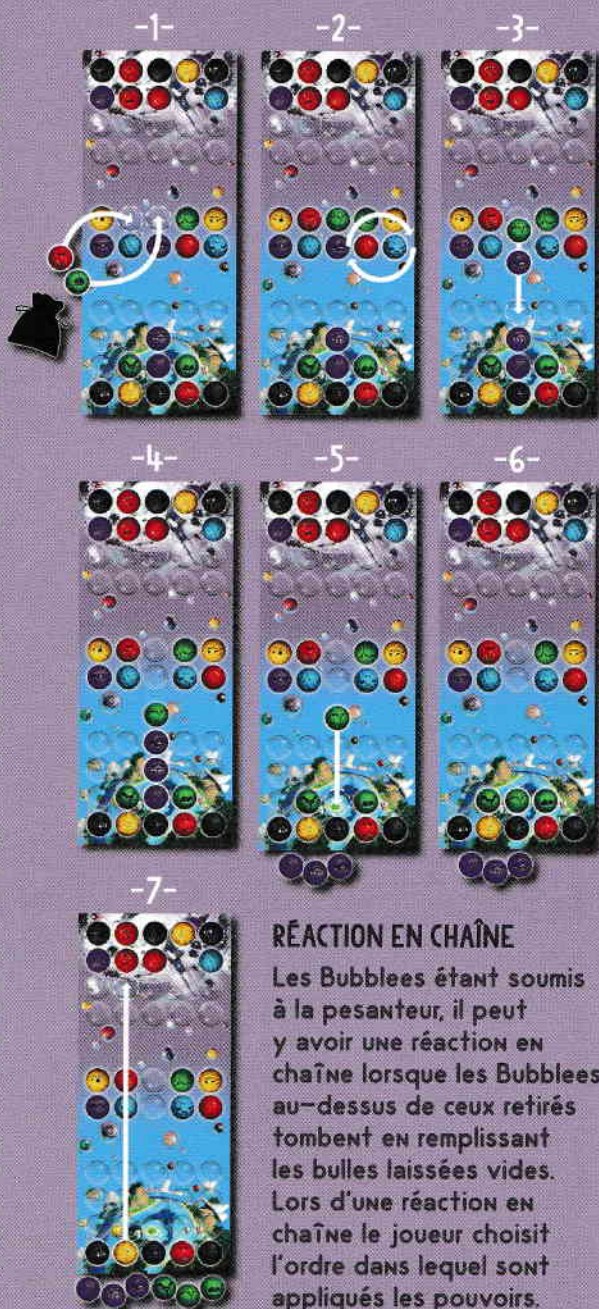 -1-
-2-
-3-
-4-
-5-
-6-
-7-
RÉACTION EN CHAÎNE
Les Bubblees étant soumis
à la pesanteur, il peut
y avoir une réaction en
chaîne lorsque les Bubblees
au-dessus de ceux retirés
tombent en remplissant
les bulles laissées vides.
Lors d'une réaction en
chaîne le joueur choisit
l'ordre dans lequel sont
appliqués les pouvoirs.